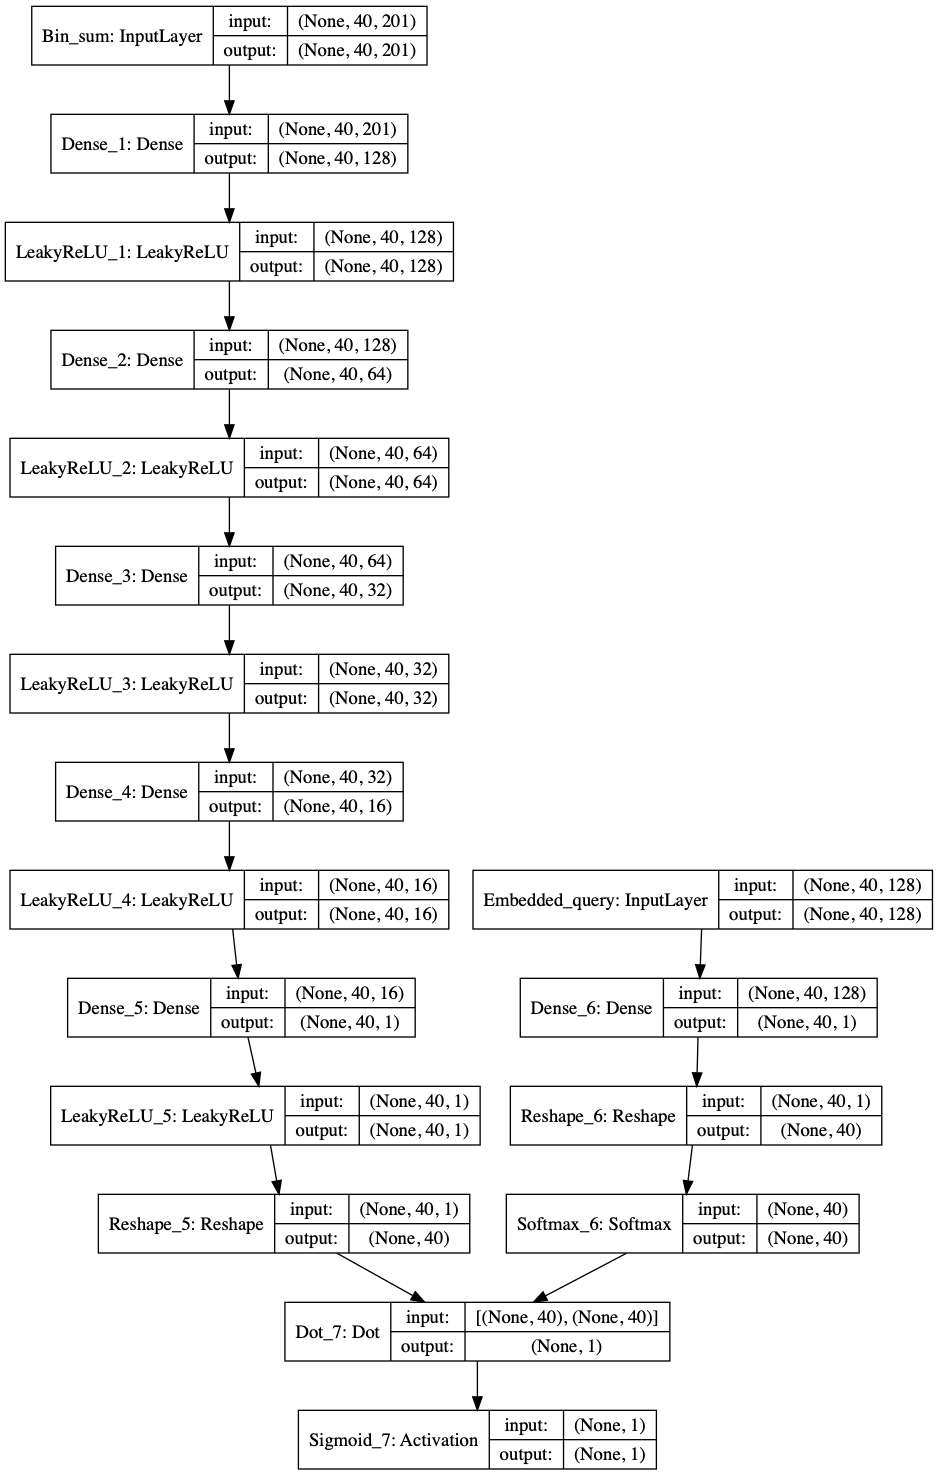 Bin_sum: InputLayer
input: (None, 40, 201)
output: (None, 40, 201)
Dense_1: Dense
input: (None, 40, 201)
output: (None, 40, 128)
LeakyReLU_1: LeakyReLU
input: (None, 40, 128)
output: (None, 40, 128)
Dense_2: Dense
input: (None, 40, 128)
output: (None, 40, 64)
LeakyReLU_2: LeakyReLU
input: (None, 40, 64)
output: (None, 40, 64)
Dense_3: Dense
input: (None, 40, 64)
output: (None, 40, 32)
LeakyReLU_3: LeakyReLU
input: (None, 40, 32)
output: (None, 40, 32)
Dense_4: Dense
input: (None, 40, 32)
output: (None, 40, 16)
LeakyReLU_4: LeakyReLU
input: (None, 40, 16)
output: (None, 40, 16)
Embedded_query: InputLayer
input: (None, 40, 128)
output: (None, 40, 128)
Dense_5: Dense
input: (None, 40, 16)
output: (None, 40, 1)
Dense_6: Dense
input: (None, 40, 128)
output: (None, 40, 1)
LeakyReLU_5: LeakyReLU
input: (None, 40, 1)
output: (None, 40, 1)
Reshape_6: Reshape
input: (None, 40, 1)
output: (None, 40)
Reshape_5: Reshape
input: (None, 40, 1)
output: (None, 40)
Softmax_6: Softmax
input: (None, 40)
output: (None, 40)
Dot_7: Dot
input: [(None, 40), (None, 40)]
output: (None, 1)
Sigmoid_7: Activation
input: (None, 1)
output: (None, 1)